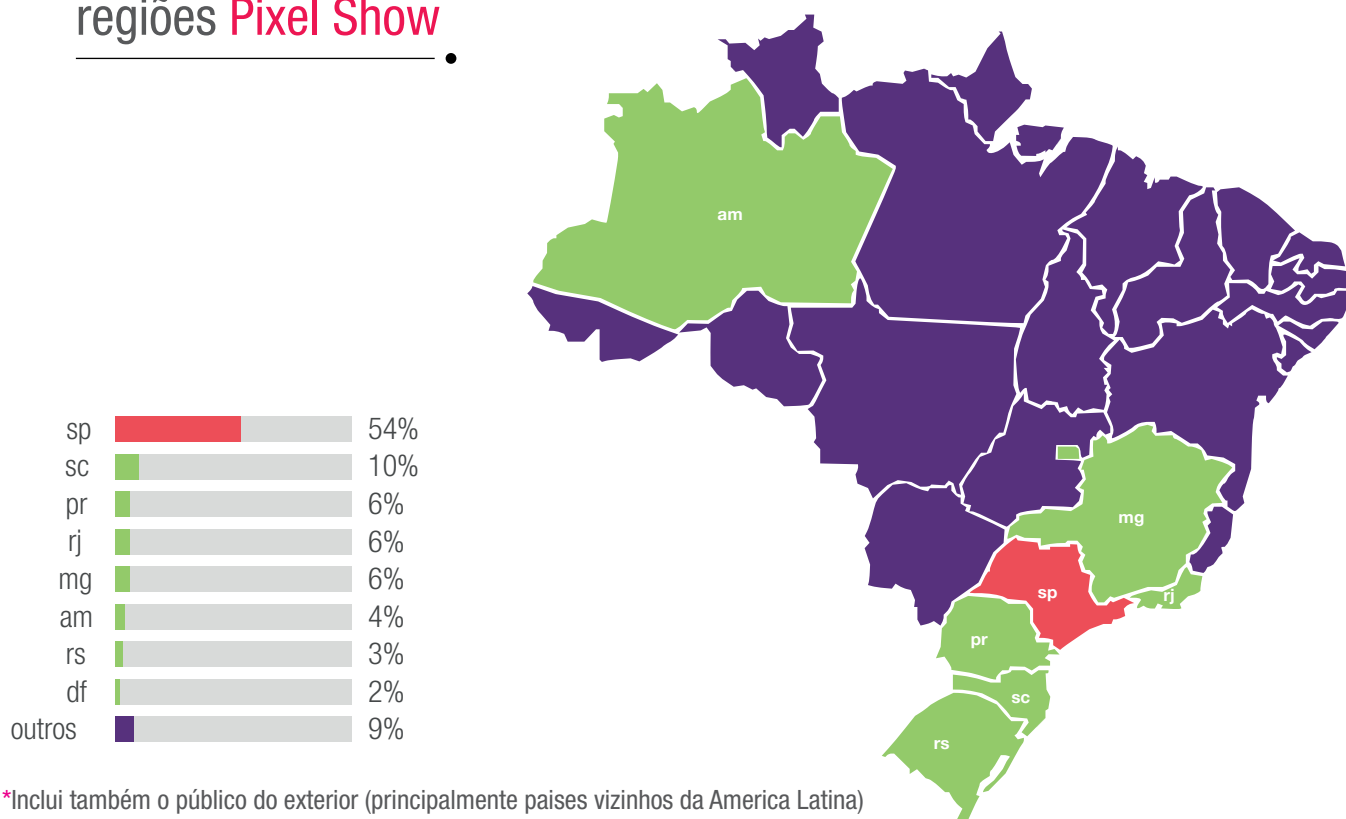 regiões Pixel Show
sp 54%
sc 10%
pr 6%
rj 6%
mg 6%
am 4%
rs 3%
df 2%
outros 9%
*Inclui também o público do exterior (principalmente paises vizinhos da America Latina)
am
mg
sp
rj
pr
sc
rs